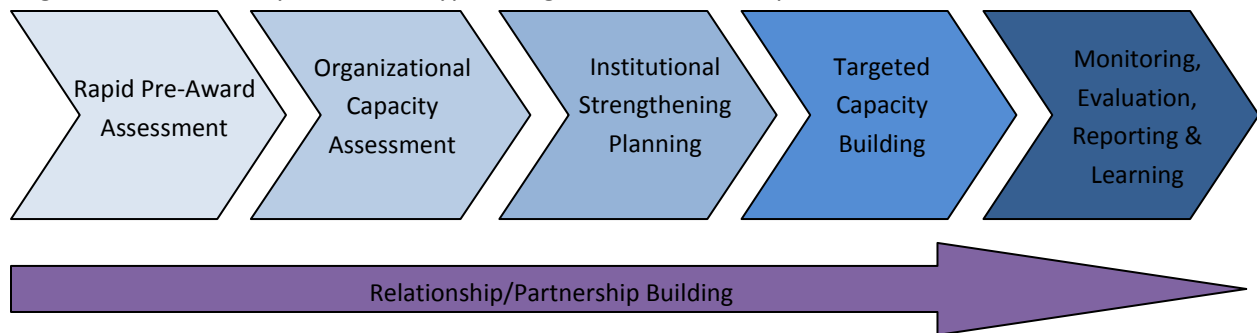 Rapid Pre-Award
Assessment
Organizational
Capacity
Assessment
Institutional
Strengthening
Planning
Targeted
Capacity
Building
Monitoring,
Evaluation,
Reporting &
Learning
Relationship/Partnership Building